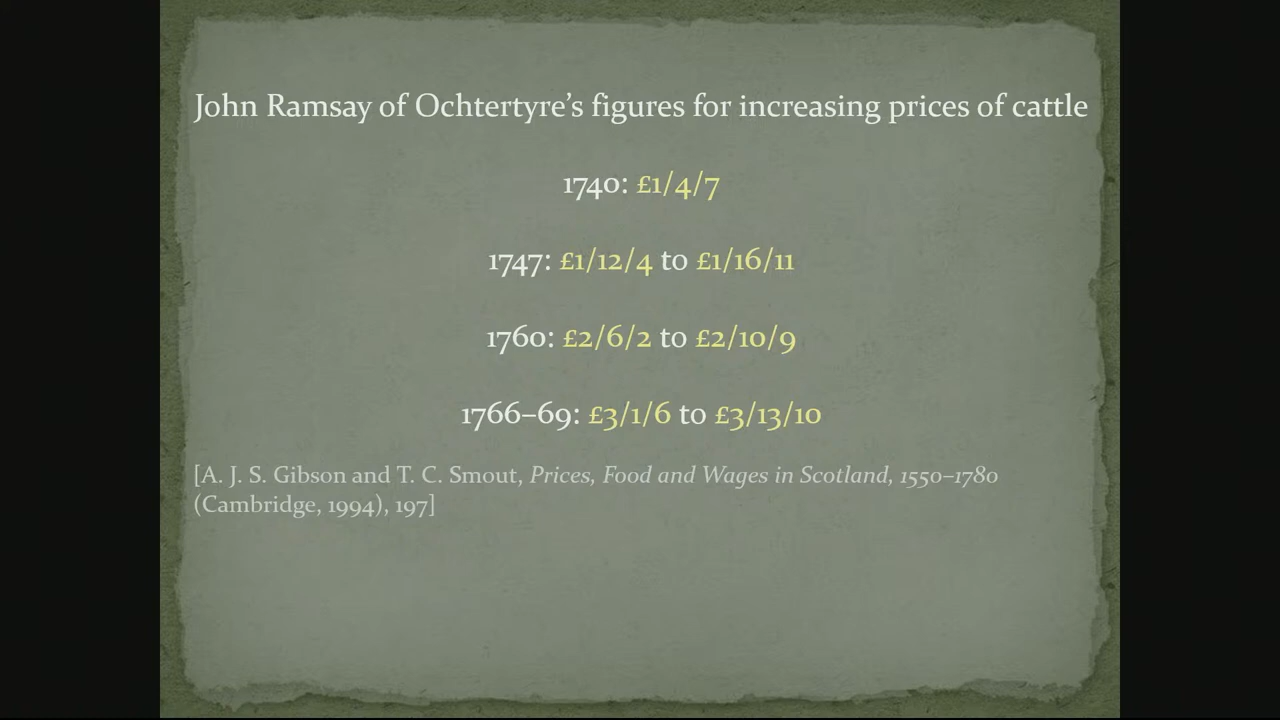 John Ramsay of Ochtertyre’s figures for increasing prices of cattle
1740: £1/4/7
1747: £1/12/4 to £1/16/11
1760: £2/6/2 to £2/10/9
1766–69: £3/1/6 to £3/13/10
[A. J. S. Gibson and T. C. Smout, Prices, Food and Wages in Scotland, 1550–1780
(Cambridge, 1994), 197]